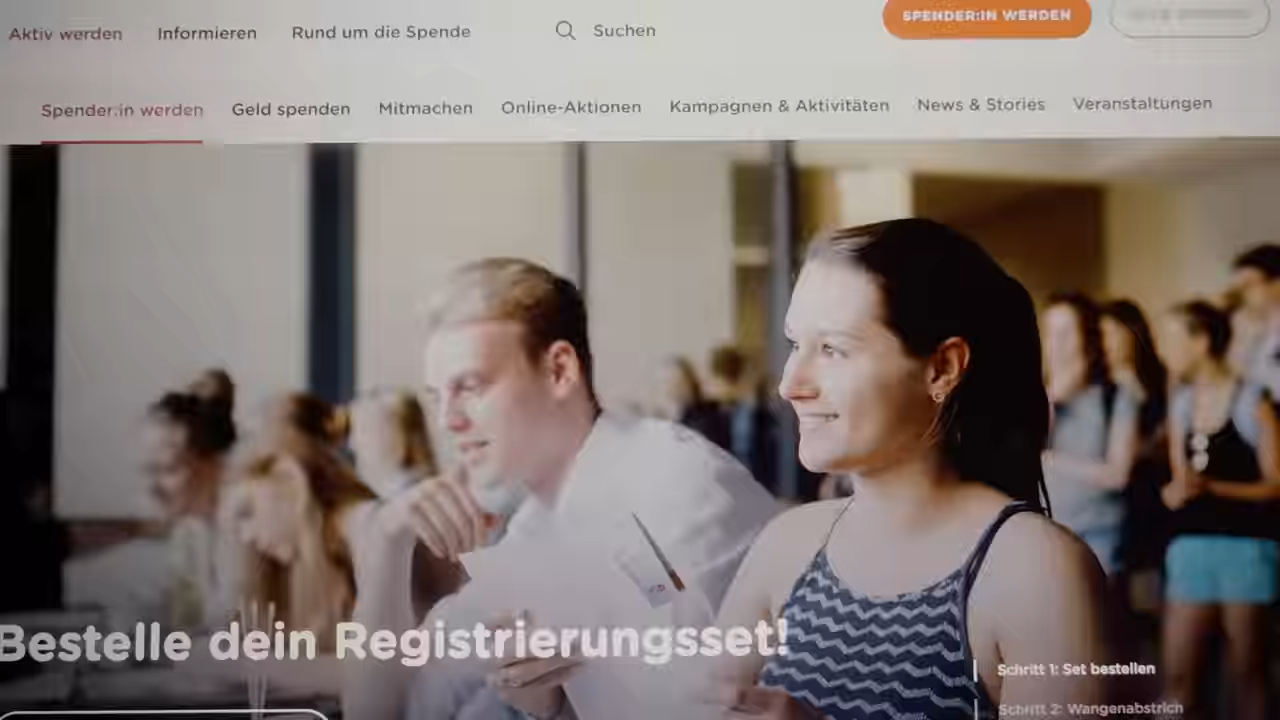 Aktiv werden Informieren Rund um die Spende Suchen SPENDER:IN WERDEN
Spender:in werden Geld spenden Mitmachen Online-Aktionen Kampagnen & Aktivitäten News & Stories Veranstaltungen
Bestelle dein Registrierungsset!
Schritt 1: Set bestellen
Schritt 2: Wangenabstrich